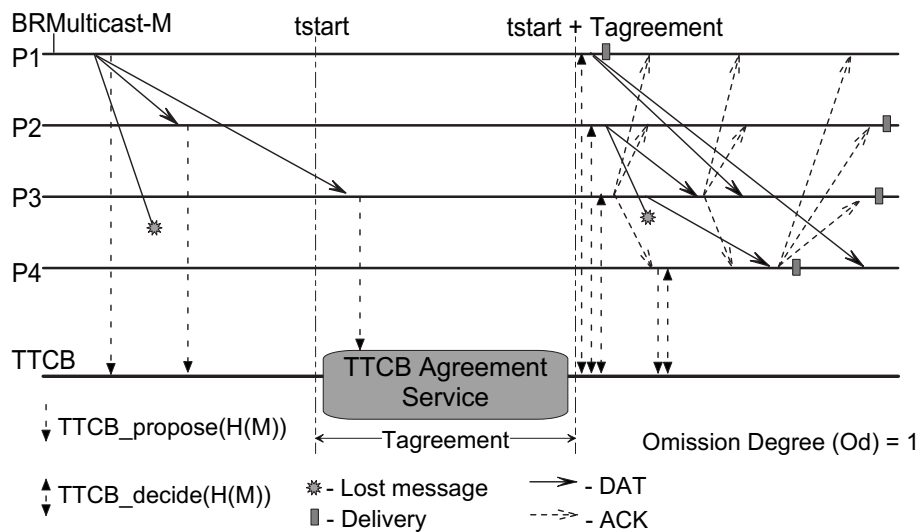 BRMulticast-M
tstart
tstart + Tagreement
P1
P2
P3
P4
TTCB
TTCB Agreement
Service
Tagreement
Omission Degree (Od) = 1
TTCB_propose(H(M))
TTCB_decide(H(M))
- Lost message
- Delivery
- DAT
- ACK